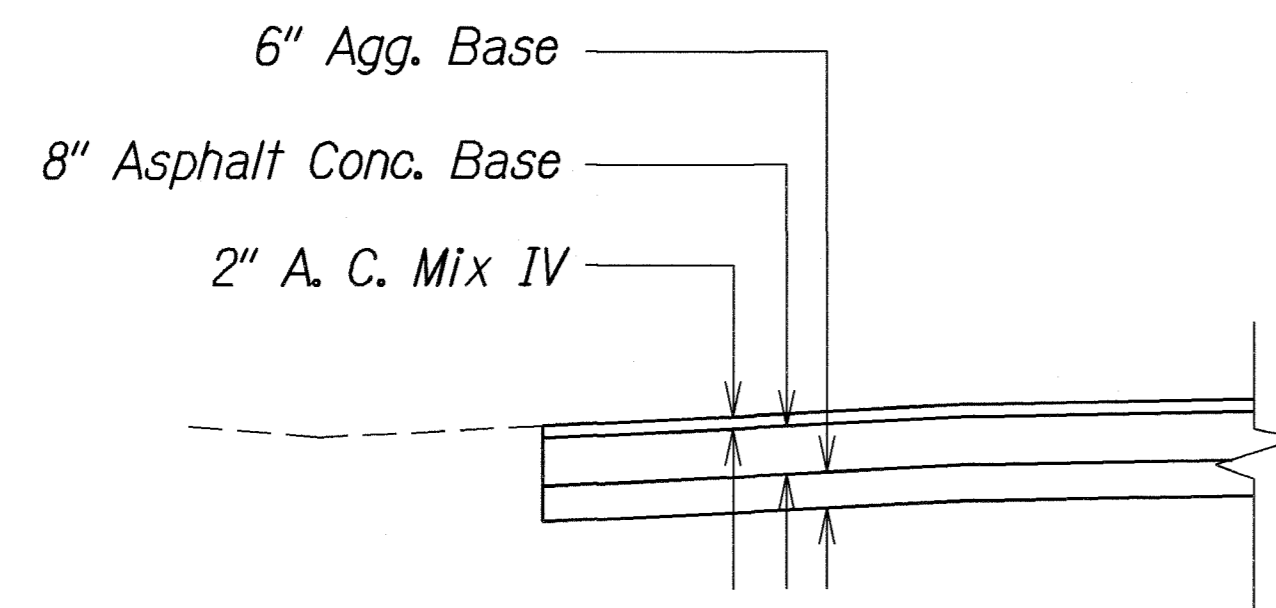 6" Agg. Base
8" Asphalt Conc. Base
2" A. C. Mix IV